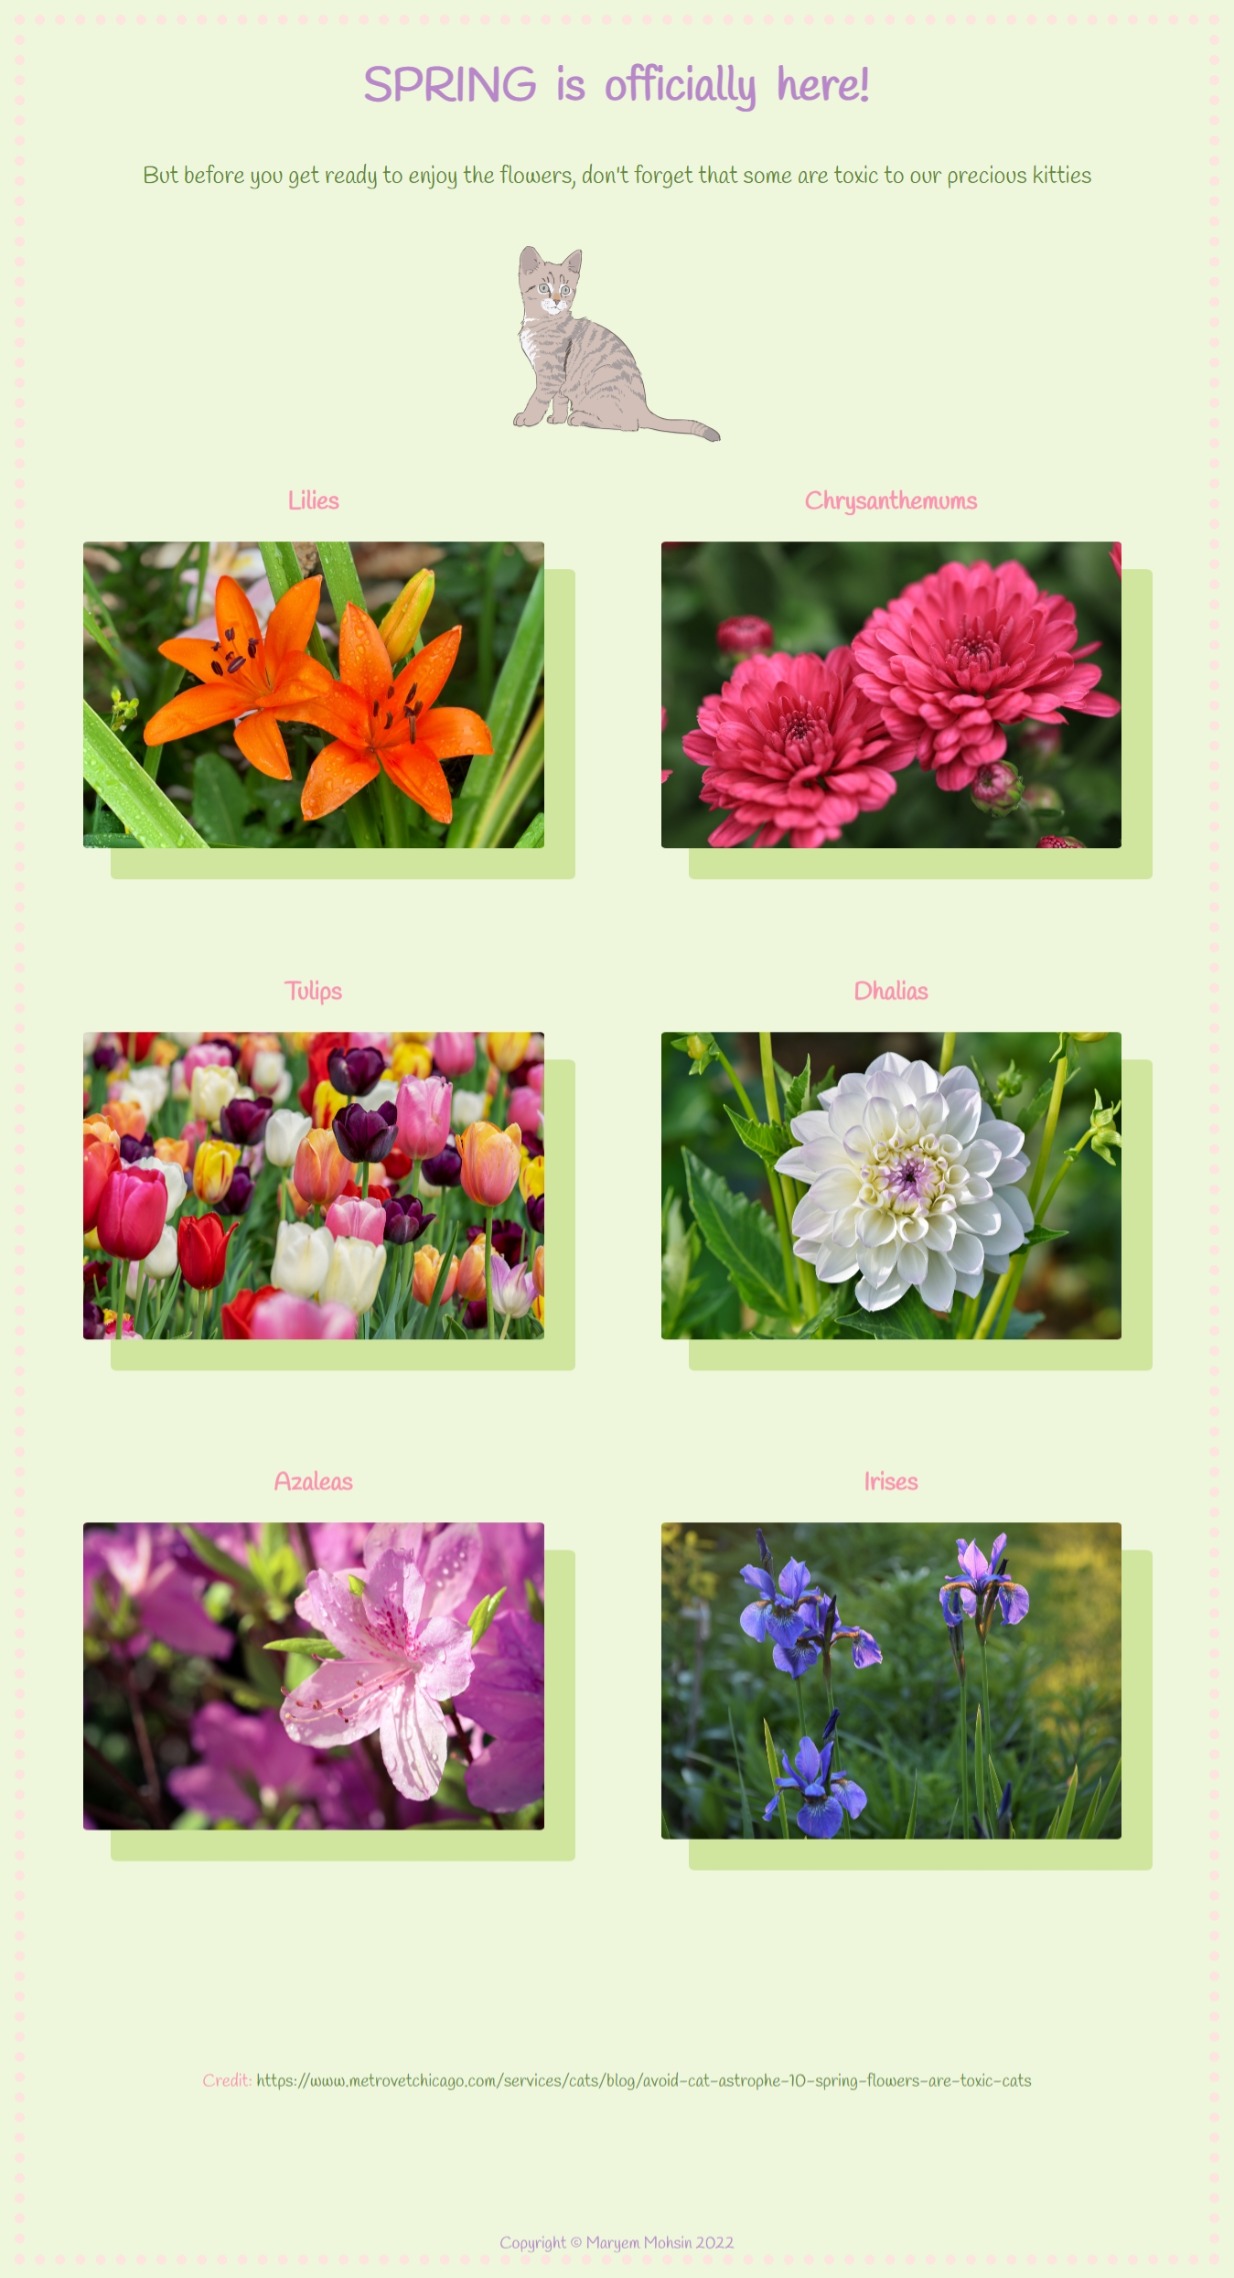 SPRING is officially here!
But before you get ready to enjoy the flowers, don't forget that some are toxic to our precious kitties
Lilies
Chrysanthemums
Tulips
Dhalias
Azaleas
Irises
Credit: https://www.metrovetchicago.com/services/cats/blog/avoid-cat-astrophe-10-spring-flowers-are-toxic-cats
Copyright © Maryem Mohsin 2022